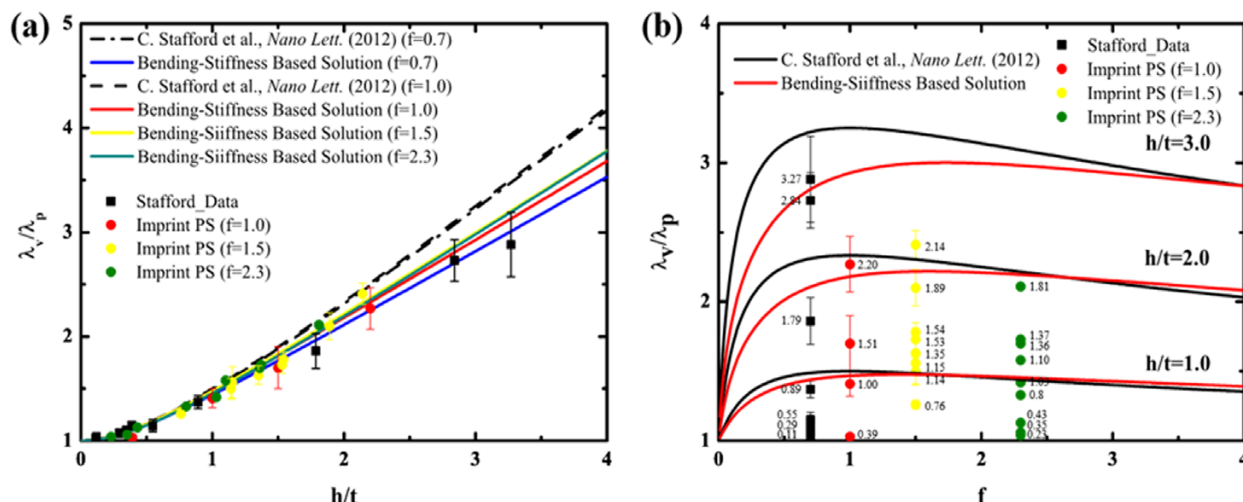 (a)
5
4
3
2
1
0
1
2
3
4
λv/λp
h/t
C. Stafford et al., Nano Lett. (2012) (f=0.7)
Bending-Stiffness Based Solution (f=0.7)
C. Stafford et al., Nano Lett. (2012) (f=1.0)
Bending-Stiffness Based Solution (f=1.0)
Bending-Siiffness Based Solution (f=1.5)
Bending-Siiffness Based Solution (f=2.3)
Stafford_Data
Imprint PS (f=1.0)
Imprint PS (f=1.5)
Imprint PS (f=2.3)
(b)
4
3
2
1
0
1
2
3
4
λv/λp
f
C. Stafford et al., Nano Lett. (2012)
Bending-Siiffness Based Solution
Stafford_Data
Imprint PS (f=1.0)
Imprint PS (f=1.5)
Imprint PS (f=2.3)
h/t=3.0
h/t=2.0
h/t=1.0
3.27
2.84
1.79
0.89
0.55
0.29
0.11
2.20
1.51
1.00
0.39
2.14
1.89
1.54
1.53
1.35
1.15
1.14
0.76
1.81
1.37
1.36
1.10
1.03
0.8
0.43
0.35
0.23